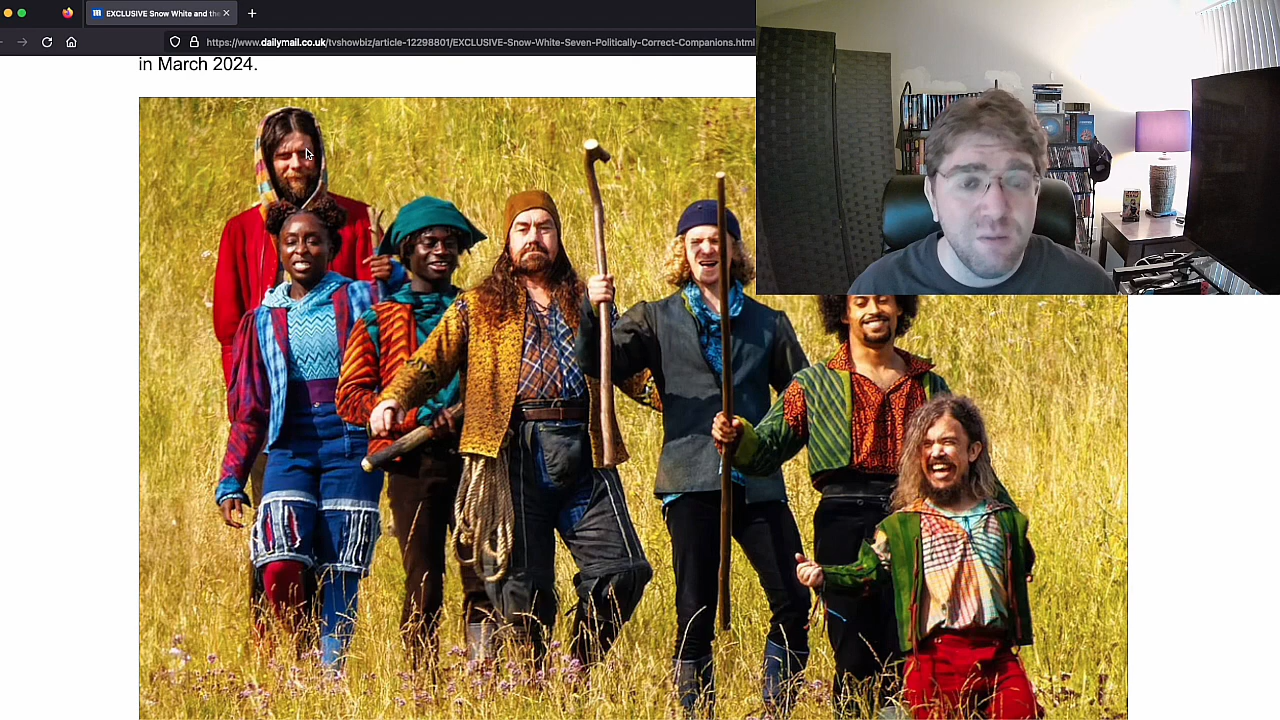 EXCLUSIVE Snow White and the
https://www.dailymail.co.uk/tvshowbiz/article-12298801/EXCLUSIVE-Snow-White-Seven-Politically-Correct-Companions.html
in March 2024.